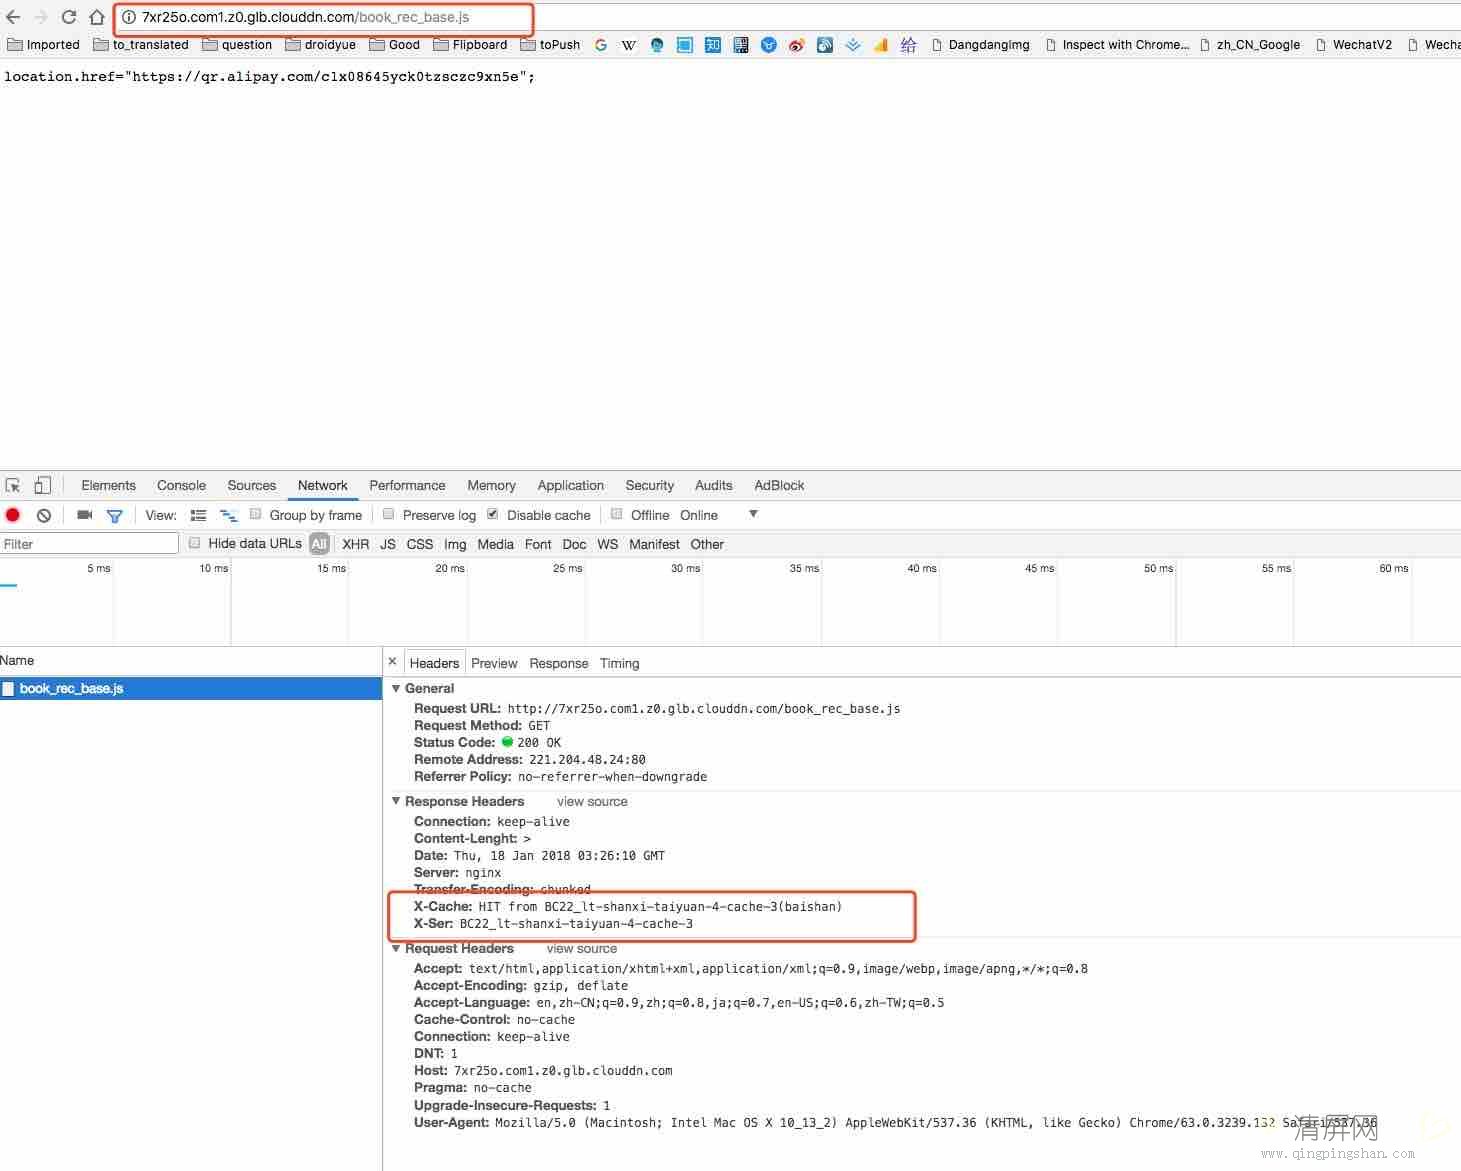 7xr25o.com1.z0.glb.clouddn.com/book_rec_base.js
Imported to_translated question droidyue Good Flipboard toPush G W 知 给 DangdangImg Inspect with Chrome... zh_CN_Google WechatV2 Wecha
location.href="https://qr.alipay.com/c1x08645yck0tzsczc9xn5e";
Elements Console Sources Network Performance Memory Application Security Audits AdBlock
View: Group by frame Preserve log Disable cache Offline Online
Filter Hide data URLs All XHR JS CSS Img Media Font Doc WS Manifest Other
5 ms 10 ms 15 ms 20 ms 25 ms 30 ms 35 ms 40 ms 45 ms 50 ms 55 ms 60 ms
Name
book_rec_base.js
× Headers Preview Response Timing
General
Request URL: http://7xr25o.com1.z0.glb.clouddn.com/book_rec_base.js
Request Method: GET
Status Code: 200 OK
Remote Address: 221.204.48.24:80
Referrer Policy: no-referrer-when-downgrade
Response Headers view source
Connection: keep-alive
Content-Lenght: >
Date: Thu, 18 Jan 2018 03:26:10 GMT
Server: nginx
Transfer-Encoding: chunked
X-Cache: HIT from BC22_lt-shanxi-taiyuan-4-cache-3(baishan)
X-Ser: BC22_lt-shanxi-taiyuan-4-cache-3
Request Headers view source
Accept: text/html,application/xhtml+xml,application/xml;q=0.9,image/webp,image/apng,*/*;q=0.8
Accept-Encoding: gzip, deflate
Accept-Language: en,zh-CN;q=0.9,zh;q=0.8,ja;q=0.7,en-US;q=0.6,zh-TW;q=0.5
Cache-Control: no-cache
Connection: keep-alive
DNT: 1
Host: 7xr25o.com1.z0.glb.clouddn.com
Pragma: no-cache
Upgrade-Insecure-Requests: 1
User-Agent: Mozilla/5.0 (Macintosh; Intel Mac OS X 10_13_2) AppleWebKit/537.36 (KHTML, like Gecko) Safari/537.36
清屏网
www.qingpingshan.com